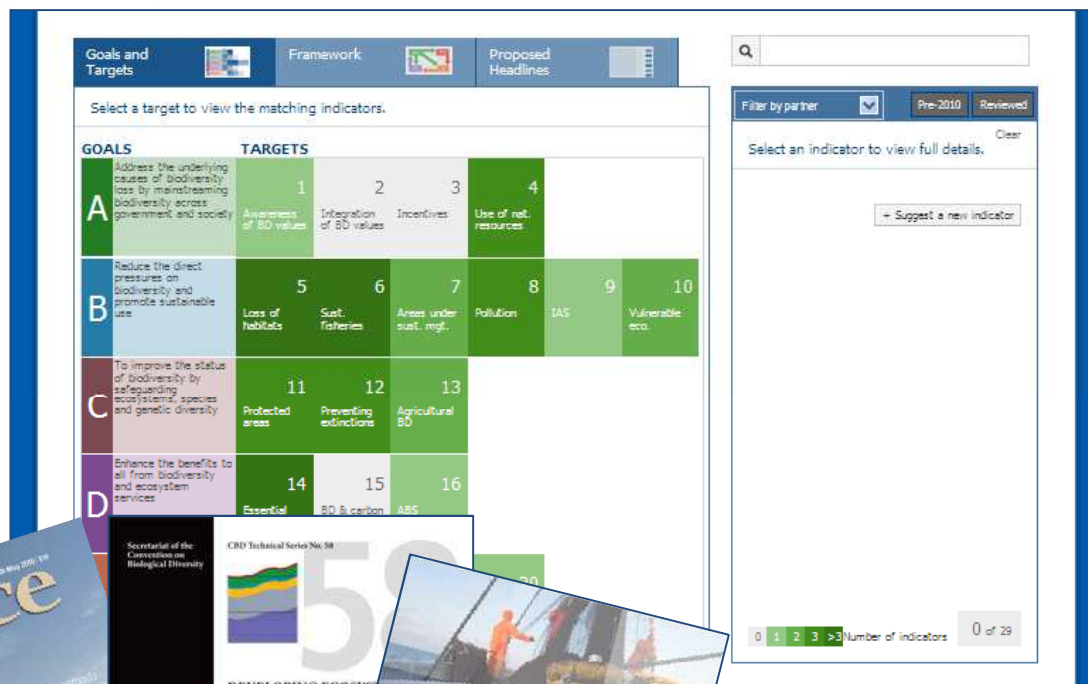 Goals and
Targets
Framework
Proposed
Headlines
Select a target to view the matching indicators.
GOALS TARGETS
A
Address the underlying
causes of biodiversity
loss by mainstreaming
biodiversity across
government and society
1
Awareness
of BD values
2
Integration
of BD values
3
Incentives
4
Use of nat.
resources
B
Reduce the direct
pressures on
biodiversity and
promote sustainable
use
5
Loss of
habitats
6
Sust.
fisheries
7
Areas under
sust. mgt.
8
Pollution
9
IAS
10
Vulnerable
eco.
C
To improve the status
of biodiversity by
safeguarding
ecosystems, species
and genetic diversity
11
Protected
areas
12
Preventing
extinctions
13
Agricultural
BD
D
Enhance the benefits to
all from biodiversity
and ecosystem
services
14
Essential
15
BD & carbon
16
ABS
20
Filter by partner
Pre-2010
Reviewed
Clear
Select an indicator to view full details.
+ Suggest a new indicator
0 1 2 3 >3 Number of indicators
0 of 29
Secretariat of the
Convention on
Biological Diversity
CBD Technical Series No. 58
58